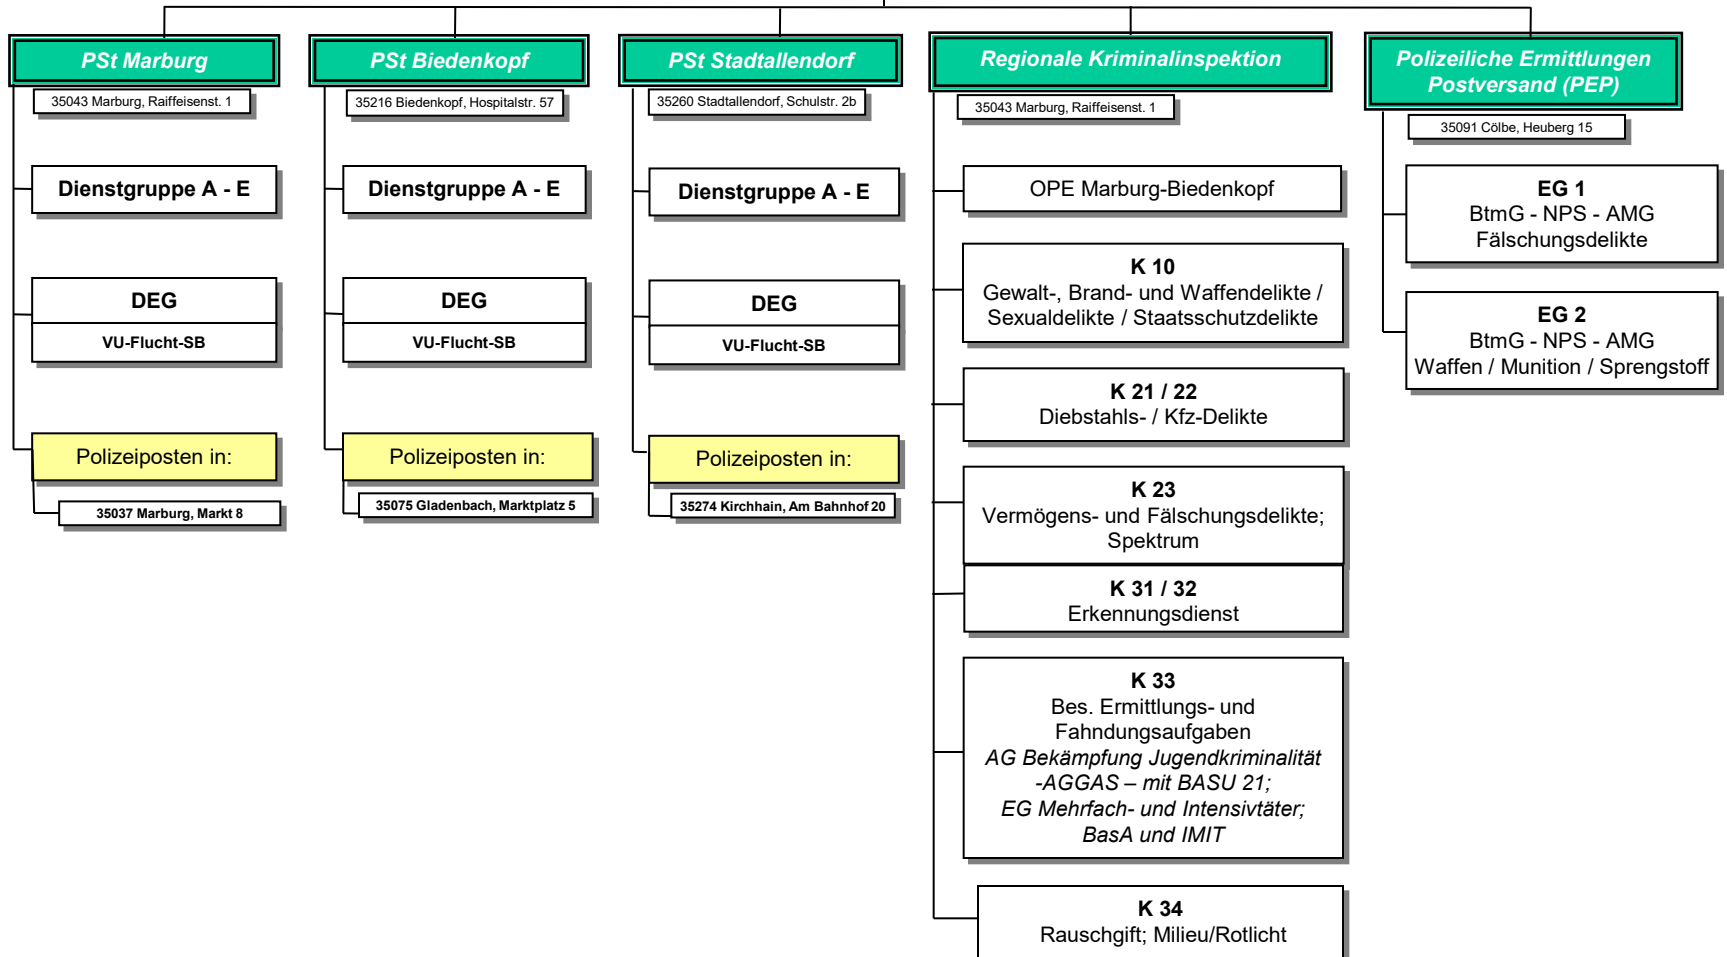 PSt Marburg
35043 Marburg, Raiffeisenst. 1
Dienstgruppe A - E
DEG
VU-Flucht-SB
Polizeiposten in:
35037 Marburg, Markt 8
PSt Biedenkopf
35216 Biedenkopf, Hospitalstr. 57
Dienstgruppe A - E
DEG
VU-Flucht-SB
Polizeiposten in:
35075 Gladenbach, Marktplatz 5
PSt Stadtallendorf
35260 Stadtallendorf, Schulstr. 2b
Dienstgruppe A - E
DEG
VU-Flucht-SB
Polizeiposten in:
35274 Kirchhain, Am Bahnhof 20
Regionale Kriminalinspektion
35043 Marburg, Raiffeisenst. 1
OPE Marburg-Biedenkopf
K 10
Gewalt-, Brand- und Waffendelikte /
Sexualdelikte / Staatsschutzdelikte
K 21 / 22
Diebstahls- / Kfz-Delikte
K 23
Vermögens- und Fälschungsdelikte;
Spektrum
K 31 / 32
Erkennungsdienst
K 33
Bes. Ermittlungs- und
Fahndungsaufgaben
AG Bekämpfung Jugendkriminalität
-AGGAS – mit BASU 21;
EG Mehrfach- und Intensivtäter;
BasA und IMIT
K 34
Rauschgift; Milieu/Rotlicht
Polizeiliche Ermittlungen
Postversand (PEP)
35091 Cölbe, Heuberg 15
EG 1
BtmG - NPS - AMG
Fälschungsdelikte
EG 2
BtmG - NPS - AMG
Waffen / Munition / Sprengstoff